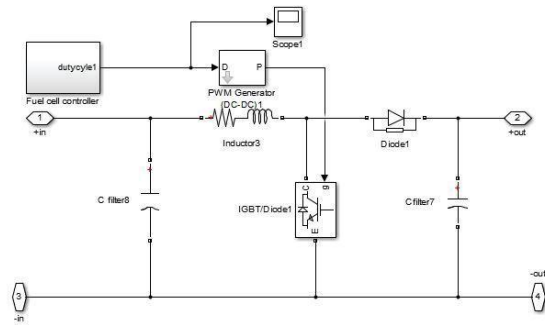 Scope1
dutycyle1
Fuel cell controller
D
P
PWM Generator
(DC-DC)1
1
+in
Inductor3
Diode1
2
+out
C filter8
C
g
E
IGBT/Diode1
Cfilter7
3
-in
-out
4